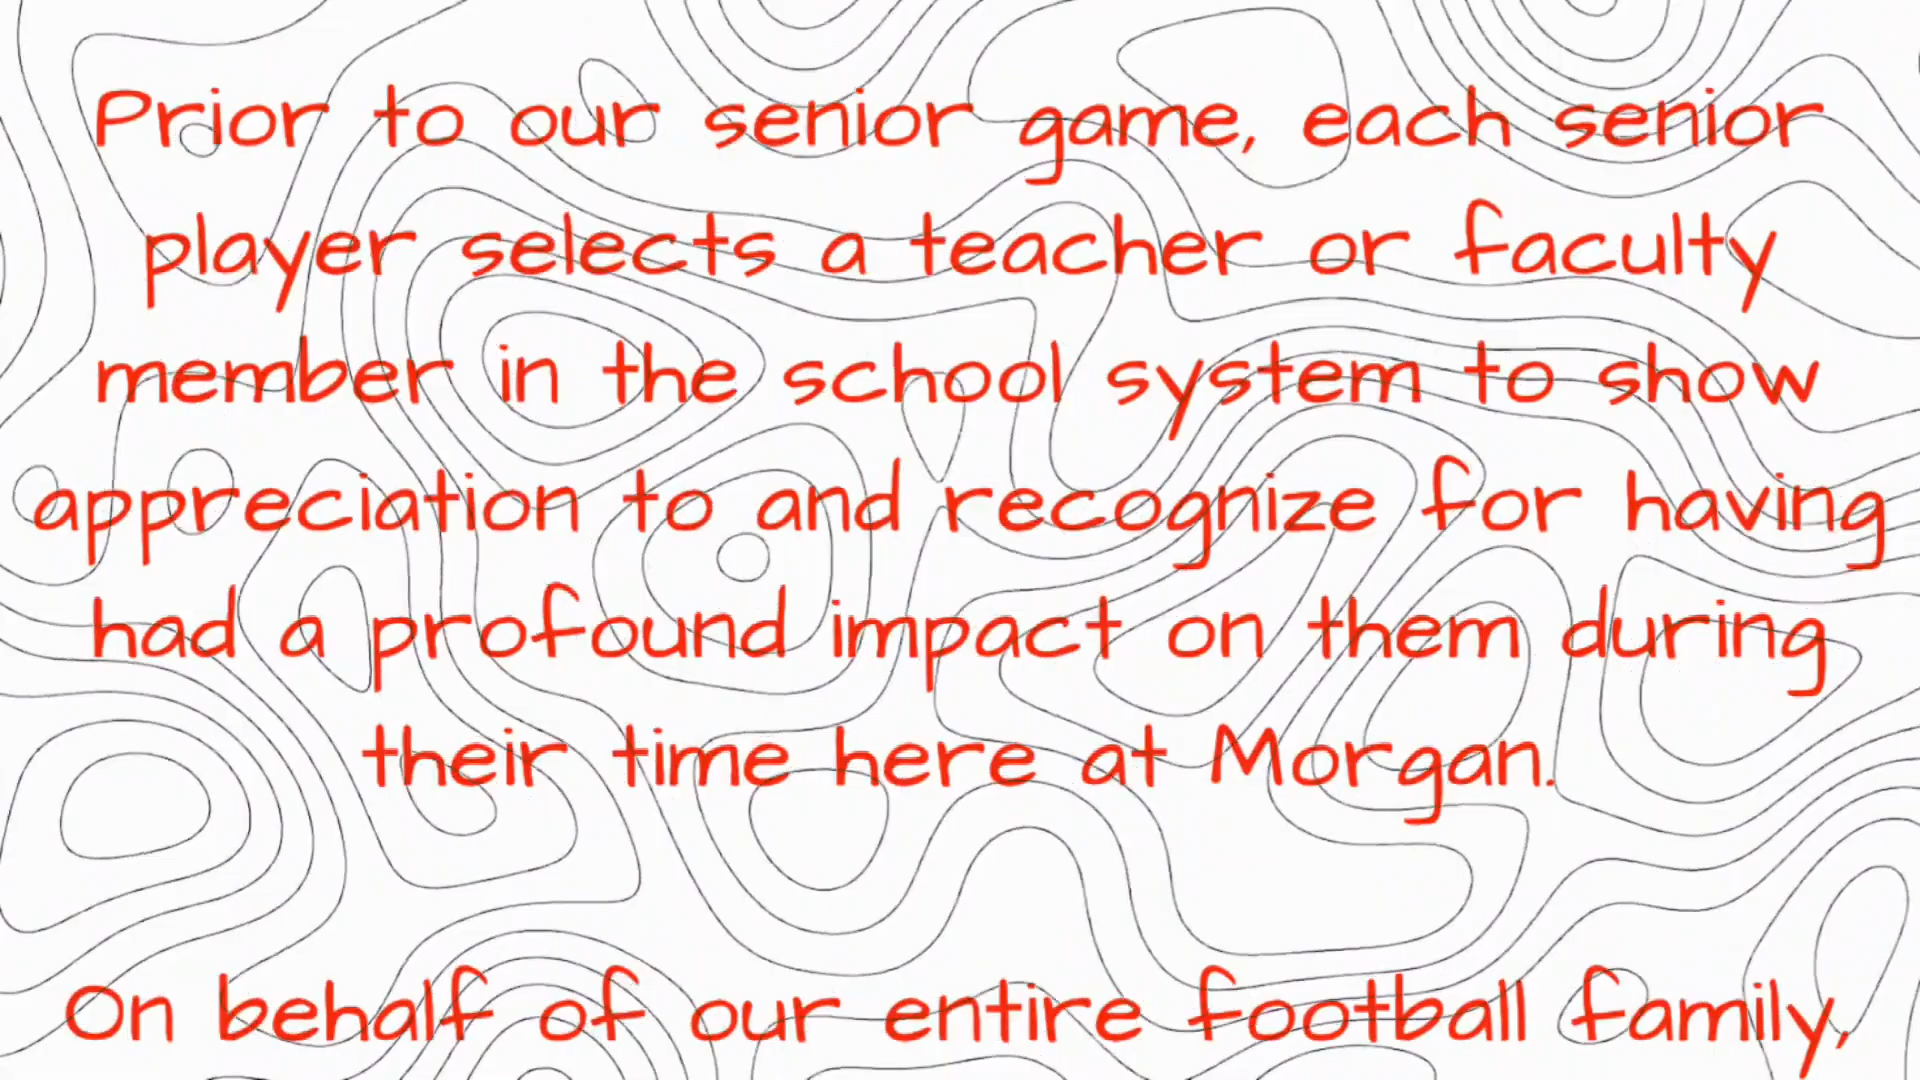 Prior to our senior game, each senior
player selects a teacher or faculty
member in the school system to show
appreciation to and recognize for having
had a profound impact on them during
their time here at Morgan.
On behalf of our entire football family,